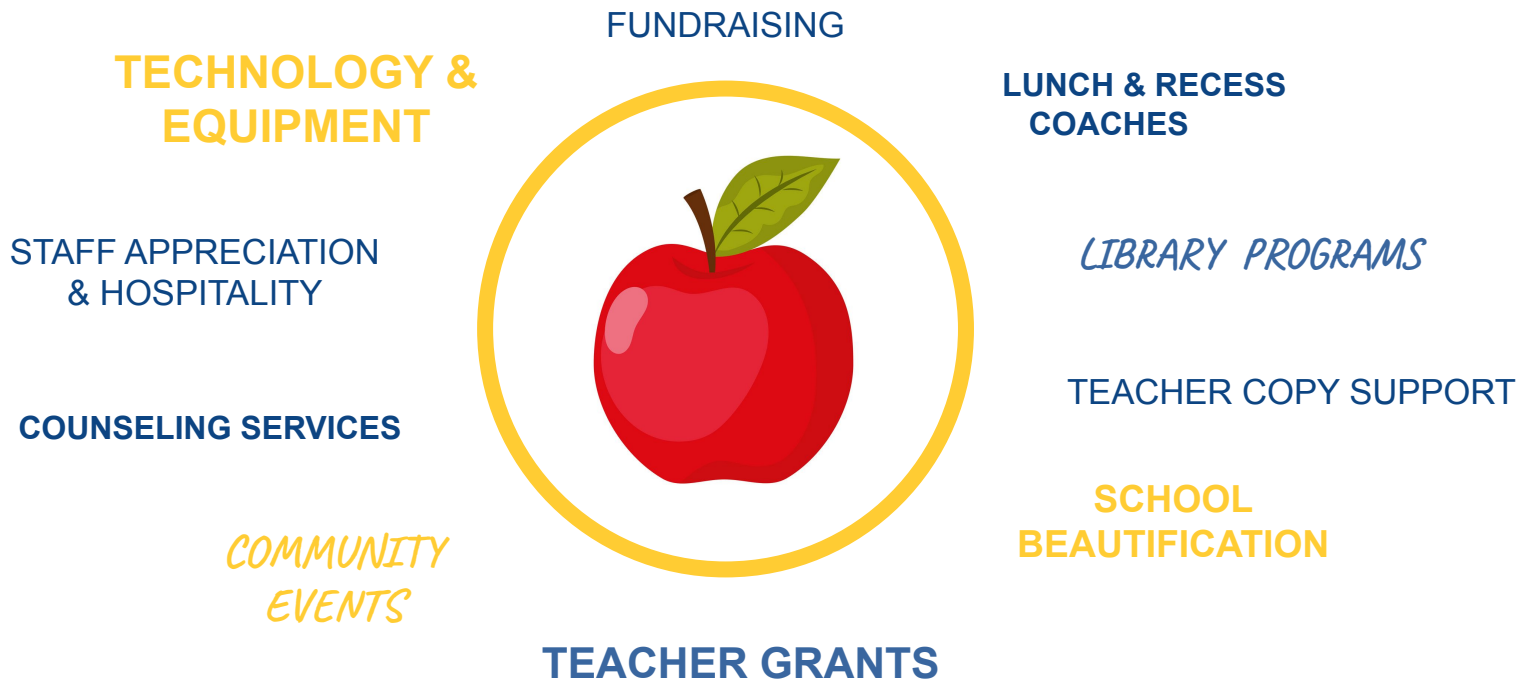 FUNDRAISING
TECHNOLOGY &
EQUIPMENT
LUNCH & RECESS
COACHES
STAFF APPRECIATION
& HOSPITALITY
LIBRARY PROGRAMS
TEACHER COPY SUPPORT
COUNSELING SERVICES
SCHOOL
BEAUTIFICATION
COMMUNITY
EVENTS
TEACHER GRANTS